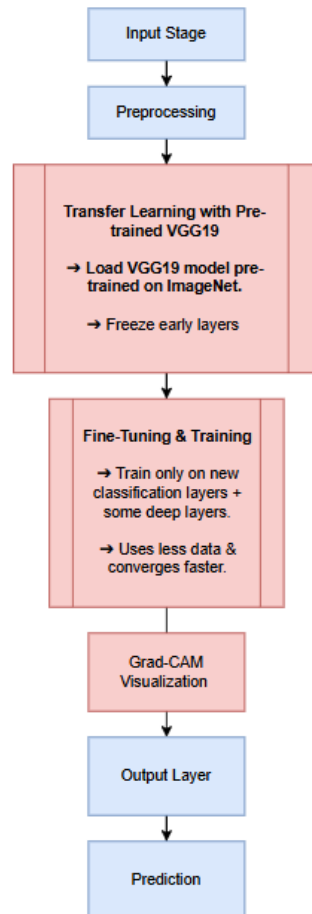 Input Stage
Preprocessing
Transfer Learning with Pre-
trained VGG19
➔ Load VGG19 model pre-
trained on ImageNet.
➔ Freeze early layers
Fine-Tuning & Training
➔ Train only on new
classification layers +
some deep layers.
➔ Uses less data &
converges faster.
Grad-CAM
Visualization
Output Layer
Prediction